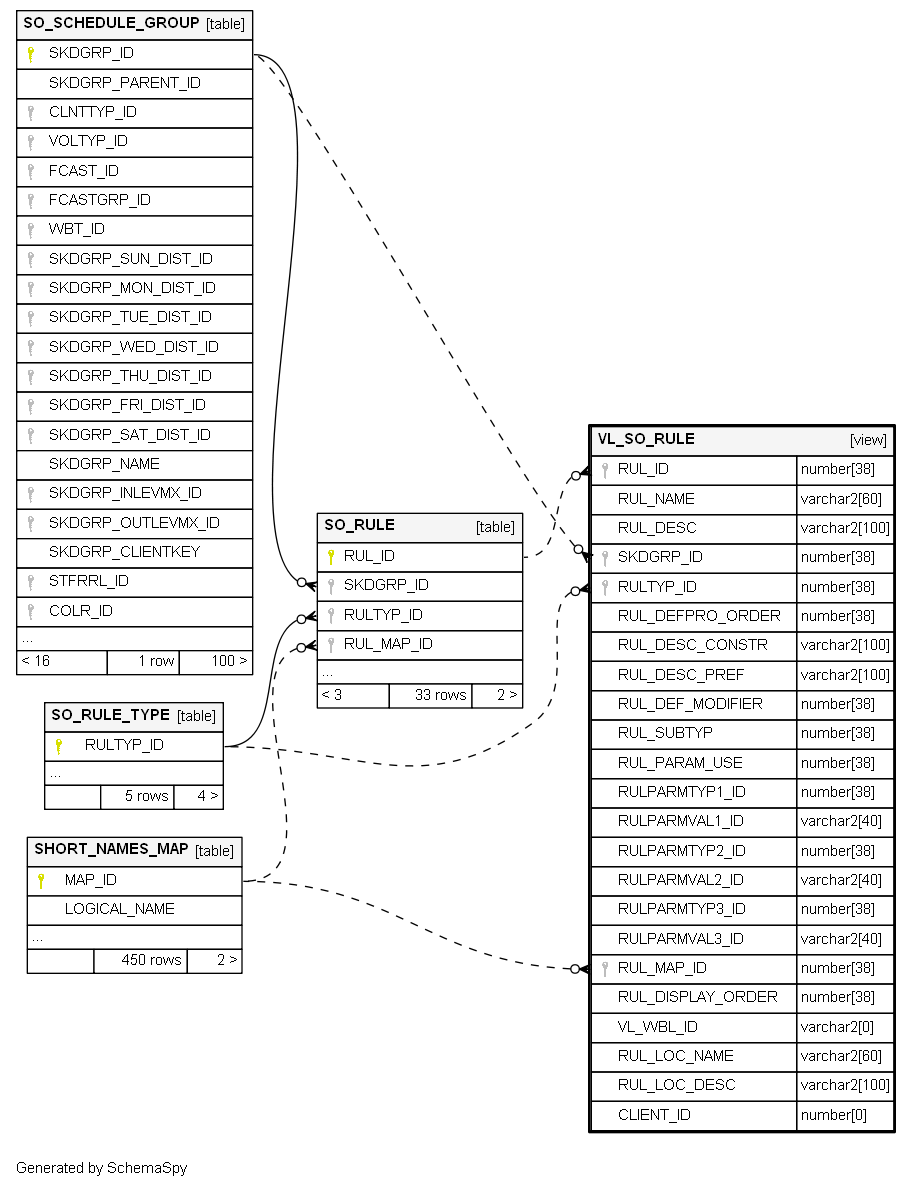 SO_SCHEDULE_GROUP [table]
SKDGRP_ID
SKDGRP_PARENT_ID
CLNTTYP_ID
VOLTYP_ID
FCAST_ID
FCASTGRP_ID
WBT_ID
SKDGRP_SUN_DIST_ID
SKDGRP_MON_DIST_ID
SKDGRP_TUE_DIST_ID
SKDGRP_WED_DIST_ID
SKDGRP_THU_DIST_ID
SKDGRP_FRI_DIST_ID
SKDGRP_SAT_DIST_ID
SKDGRP_NAME
SKDGRP_INLEVMX_ID
SKDGRP_OUTLEVMX_ID
SKDGRP_CLIENTKEY
STFRRL_ID
COLR_ID
...
< 16 1 row 100 >
SO_RULE_TYPE [table]
RULTYP_ID
...
5 rows 4 >
SHORT_NAMES_MAP [table]
MAP_ID
LOGICAL_NAME
...
450 rows 2 >
SO_RULE [table]
RUL_ID
SKDGRP_ID
RULTYP_ID
RUL_MAP_ID
...
< 3 33 rows 2 >
VL_SO_RULE [view]
RUL_ID number[38]
RUL_NAME varchar2[60]
RUL_DESC varchar2[100]
SKDGRP_ID number[38]
RULTYP_ID number[38]
RUL_DEFPRO_ORDER number[38]
RUL_DESC_CONSTR varchar2[100]
RUL_DESC_PREF varchar2[100]
RUL_DEF_MODIFIER number[38]
RUL_SUBTYP number[38]
RUL_PARAM_USE number[38]
RULPARMTYP1_ID number[38]
RULPARMVAL1_ID varchar2[40]
RULPARMTYP2_ID number[38]
RULPARMVAL2_ID varchar2[40]
RULPARMTYP3_ID number[38]
RULPARMVAL3_ID varchar2[40]
RUL_MAP_ID number[38]
RUL_DISPLAY_ORDER number[38]
VL_WBL_ID varchar2[0]
RUL_LOC_NAME varchar2[60]
RUL_LOC_DESC varchar2[100]
CLIENT_ID number[0]
Generated by SchemaSpy